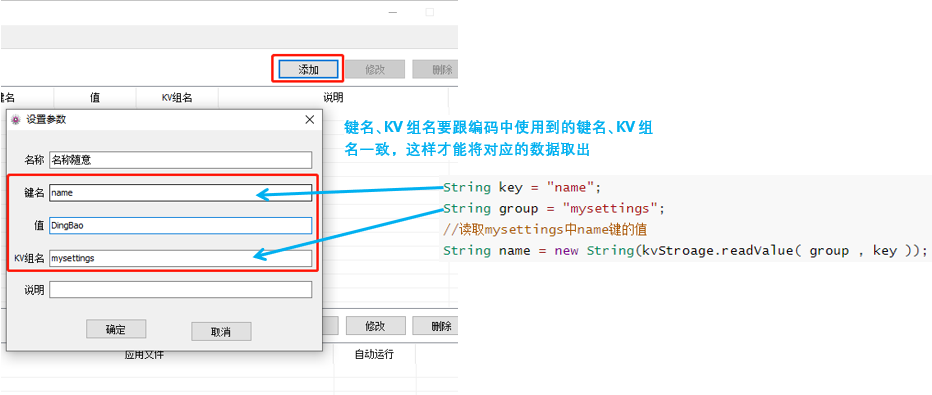 添加
修改
删除
键名
值
KV组名
说明
设置参数
名称
名称随意
键名
name
值
DingBao
KV组名
mysettings
说明
确定
取消
修改
删除
应用文件
自动运行
键名、KV 组名要跟编码中使用到的键名、KV 组
名一致，这样才能将对应的数据取出
String key = "name";
String group = "mysettings";
//读取mysettings中name键的值
String name = new String(kvStroage.readValue( group , key ));